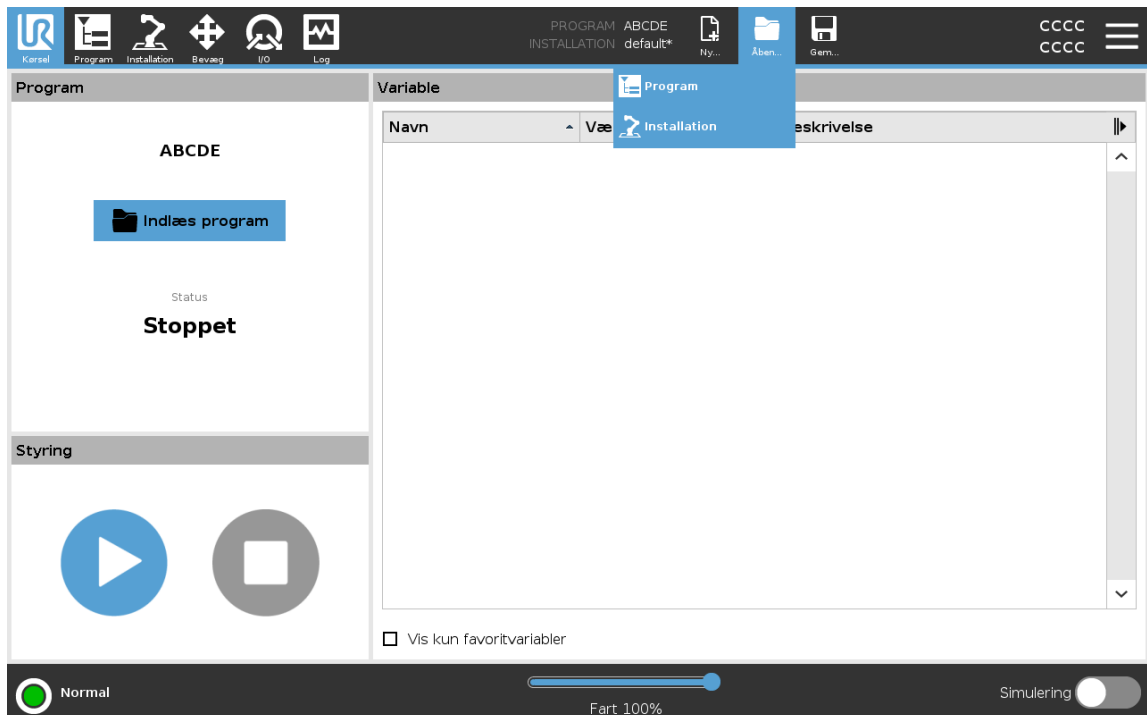 Kørsel
Program
Installation
Bevæg
I/O
Log
PROGRAM ABCDE
INSTALLATION default*
Ny...
Åben...
Gem...
CCCC
CCCC
Program
Installation
Program
Variable
ABCDE
Indlæs program
Status
Stoppet
Navn
Væ
eskrivelse
Styring
Vis kun favoritvariabler
Normal
Fart 100%
Simulering